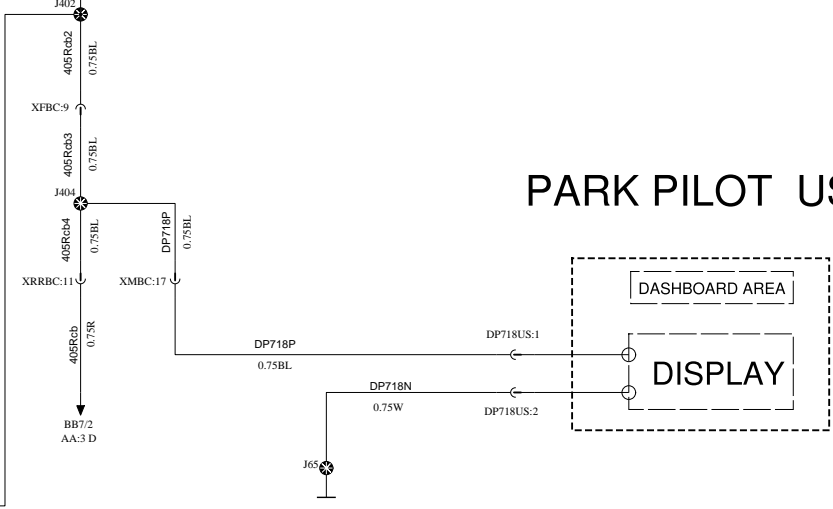 J402
405Rcb2
0.75BL
XFBC:9
405Rcb3
0.75BL
J404
405Rcb4
0.75BL
DP718P
0.75BL
PARK PILOT US
XRRBC:11
XMBC:17
DASHBOARD AREA
405Rcb
0.75R
DP718P
0.75BL
DP718US:1
DISPLAY
DP718N
0.75W
DP718US:2
BB7/2
AA:3 D
J65